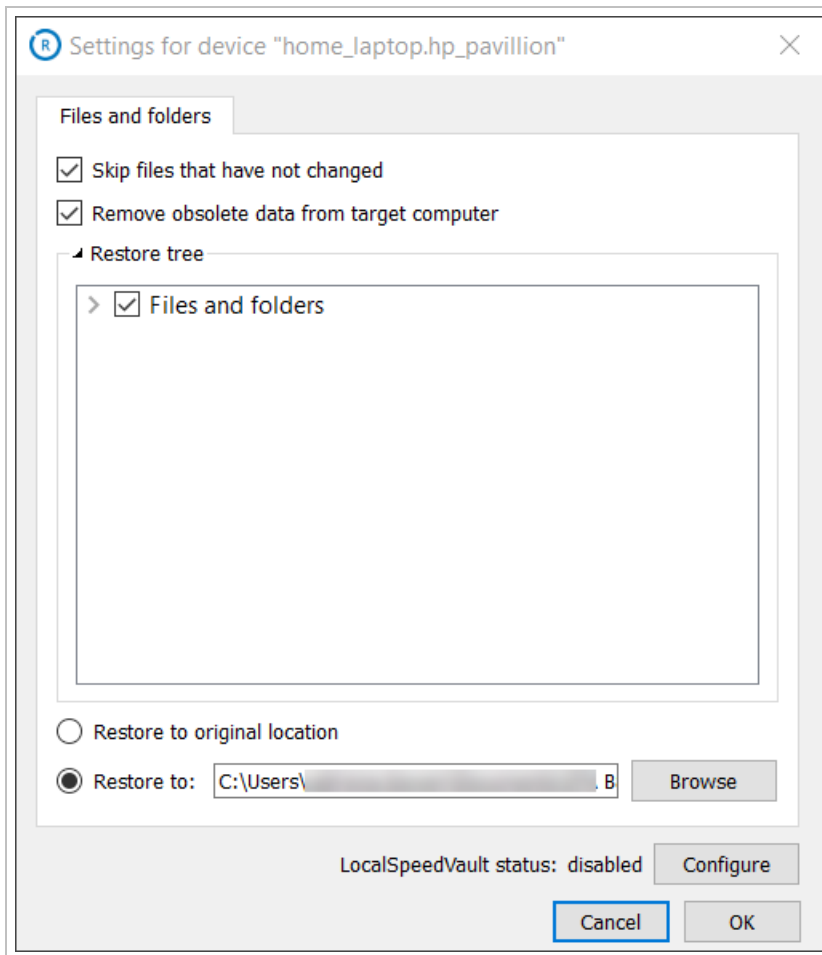 R Settings for device "home_laptop.hp_pavillion"
Files and folders
Skip files that have not changed
Remove obsolete data from target computer
Restore tree
Files and folders
Restore to original location
Restore to: C:\Users\ . B Browse
LocalSpeedVault status: disabled Configure
Cancel OK